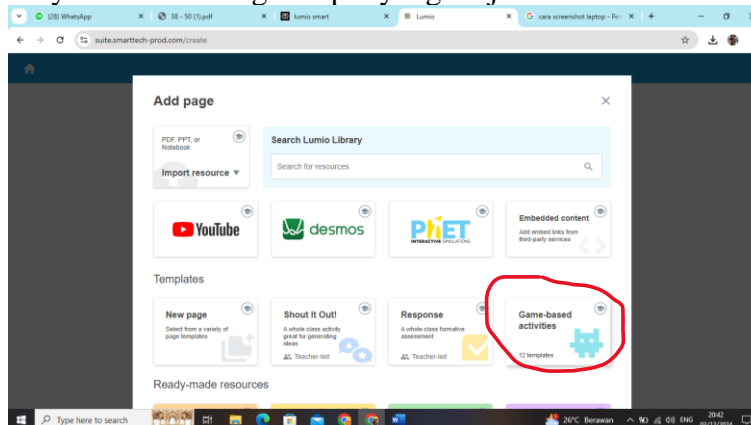 (28) WhatsApp
38 - 50 (1).pdf
lumio smart
Lumio
cara screenshot laptop - Pen
suite.smarttech-prod.com/create
Add page
PDF, PPT, or
Notebook
Import resource
Search Lumio Library
Search for resources
YouTube
desmos
PhET
INTERACTIVE SIMULATIONS
Embedded content
Add embed links from
third-party services
Templates
New page
Select from a variety of
page templates
Shout It Out!
A whole class activity
great for generating
ideas
Teacher-led
Response
A whole class formative
assessment
Teacher-led
Game-based
activities
12 templates
Ready-made resources
Type here to search
26°C Berawan
ENG
20:42
03/12/2024